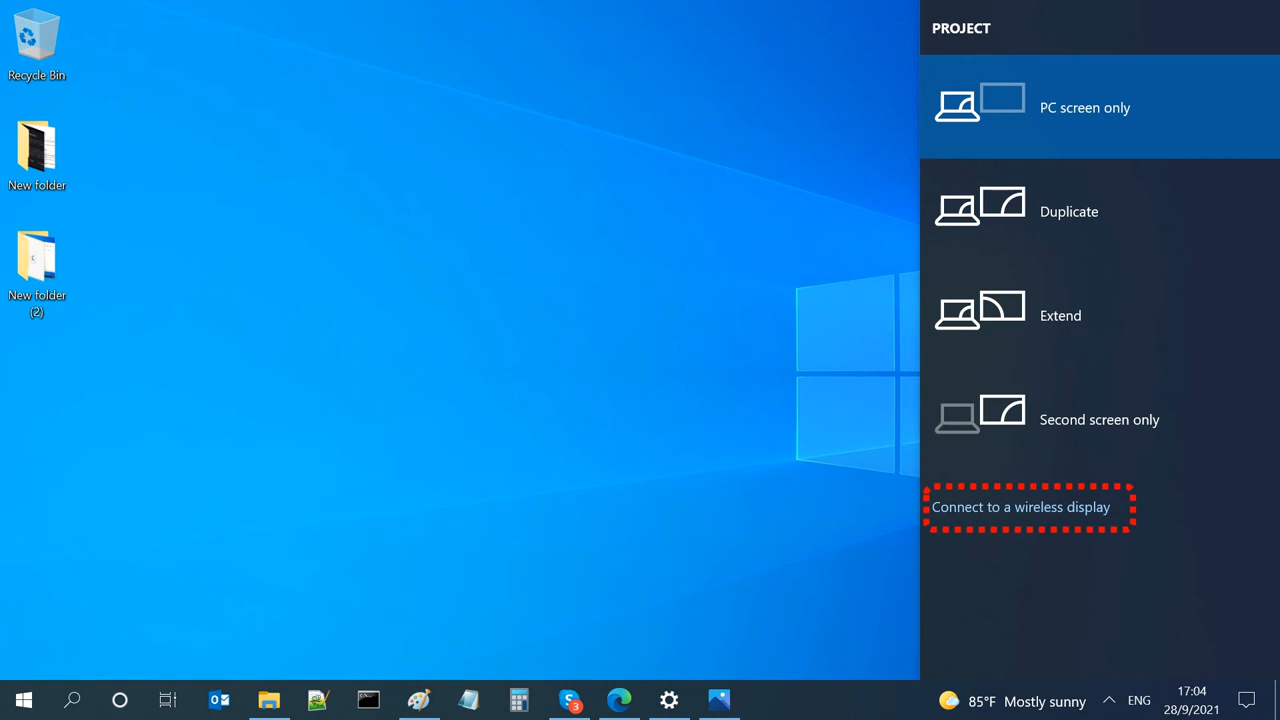 Recycle Bin
New folder
New folder
(2)
PROJECT
PC screen only
Duplicate
Extend
Second screen only
Connect to a wireless display
3
85°F Mostly sunny
ENG
17:04
28/9/2021